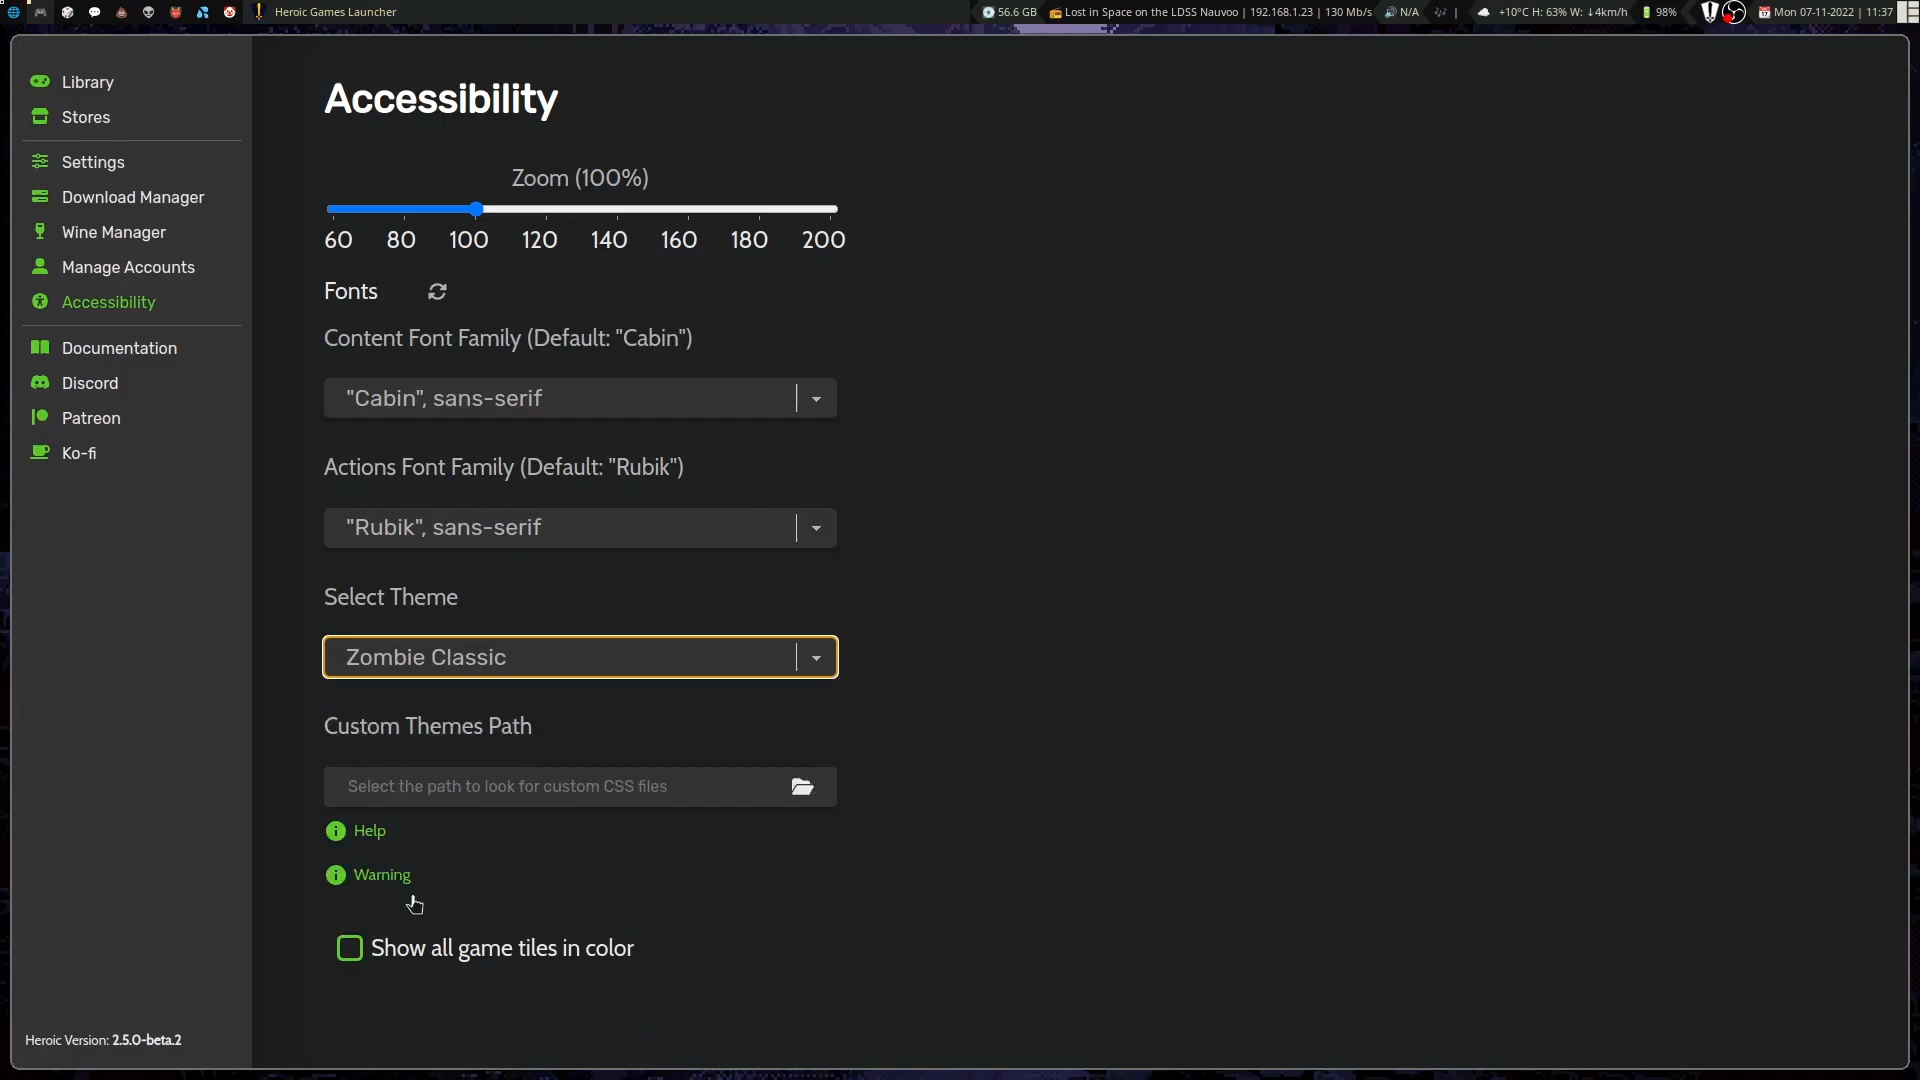 Heroic Games Launcher
56.6 GB
Lost in Space on the LDSS Nauvoo | 192.168.1.23 | 130 Mb/s
N/A
|
+10°C H: 63% W: ↓4km/h
98%
Mon 07-11-2022 | 11:37
Library
Stores
Settings
Download Manager
Wine Manager
Manage Accounts
Accessibility
Documentation
Discord
Patreon
Ko-fi
Heroic Version: 2.5.0-beta.2
Accessibility
Zoom (100%)
60 80 100 120 140 160 180 200
Fonts
Content Font Family (Default: "Cabin")
"Cabin", sans-serif
Actions Font Family (Default: "Rubik")
"Rubik", sans-serif
Select Theme
Zombie Classic
Custom Themes Path
Select the path to look for custom CSS files
Help
Warning
Show all game tiles in color